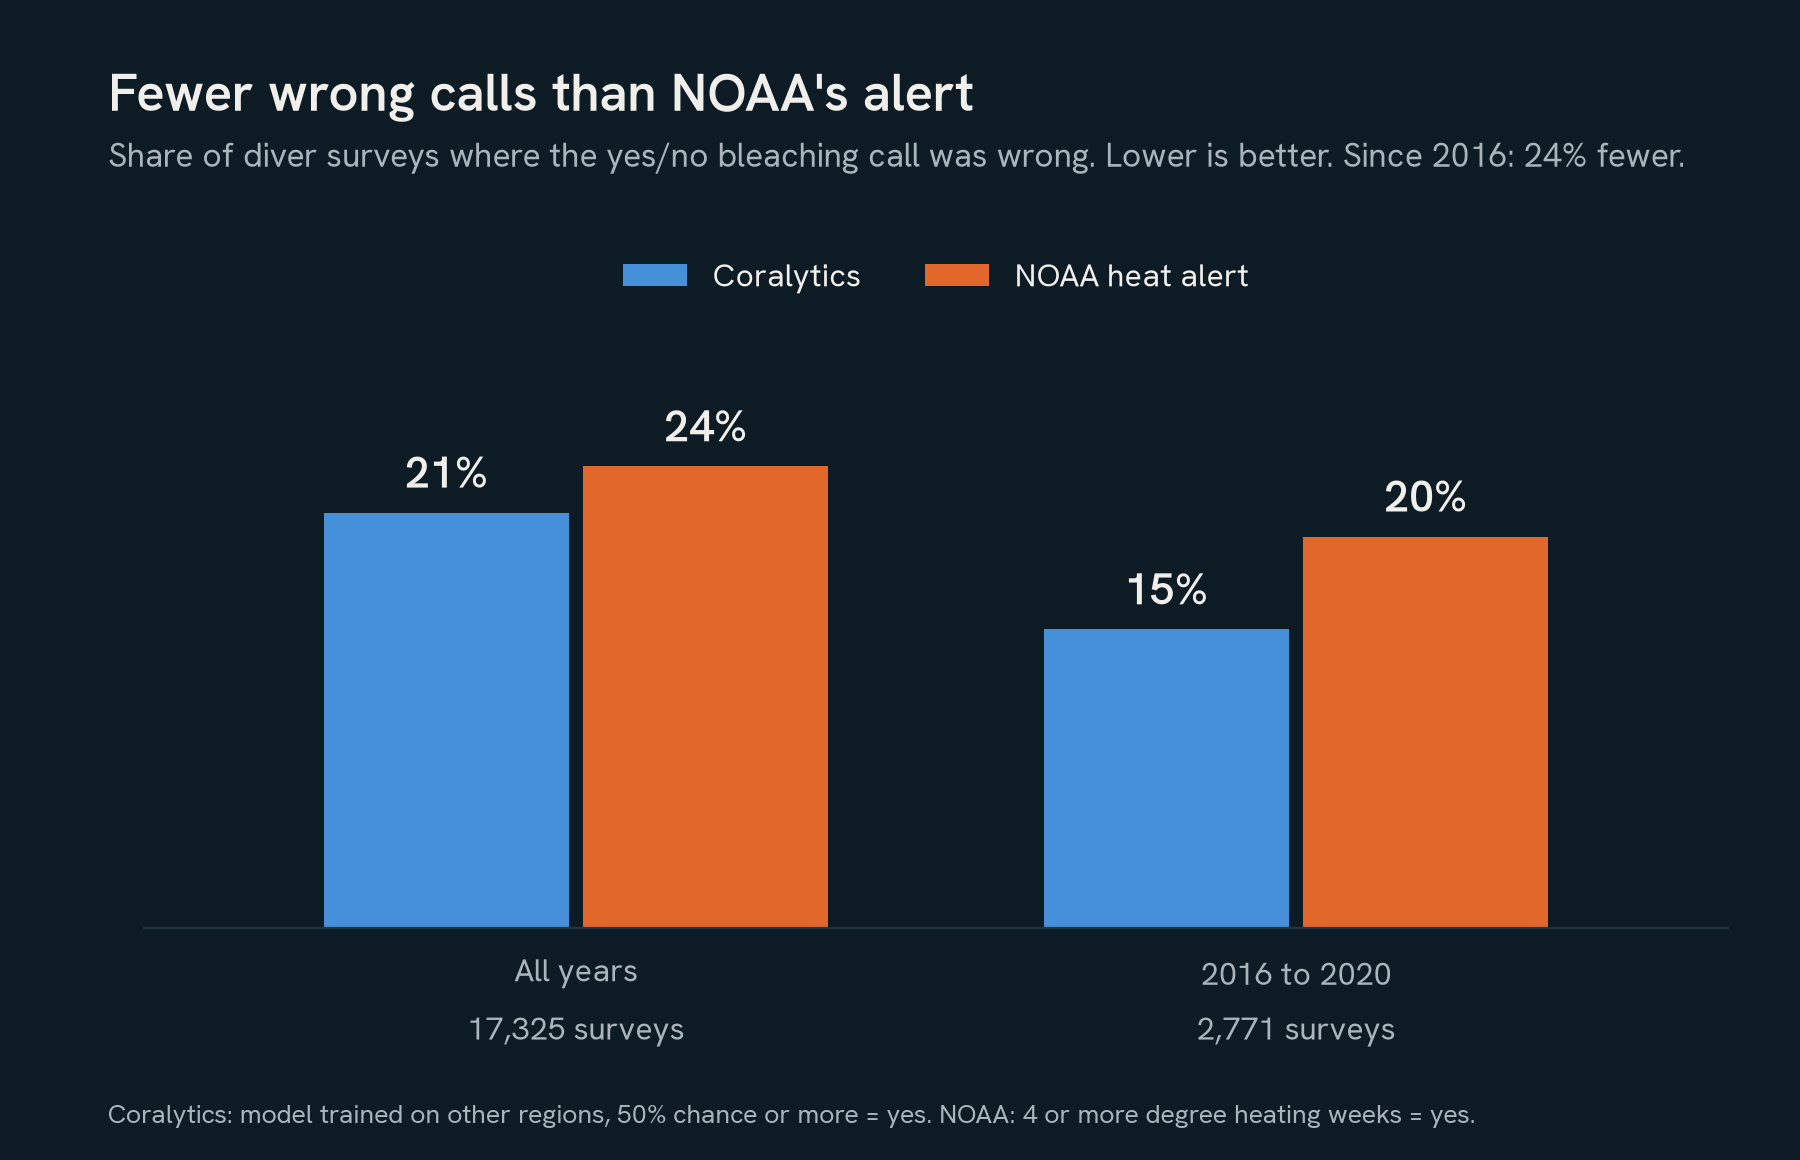 Fewer wrong calls than NOAA's alert
Share of diver surveys where the yes/no bleaching call was wrong. Lower is better. Since 2016: 24% fewer.
Coralytics
NOAA heat alert
21%
24%
15%
20%
All years
17,325 surveys
2016 to 2020
2,771 surveys
Coralytics: model trained on other regions, 50% chance or more = yes. NOAA: 4 or more degree heating weeks = yes.